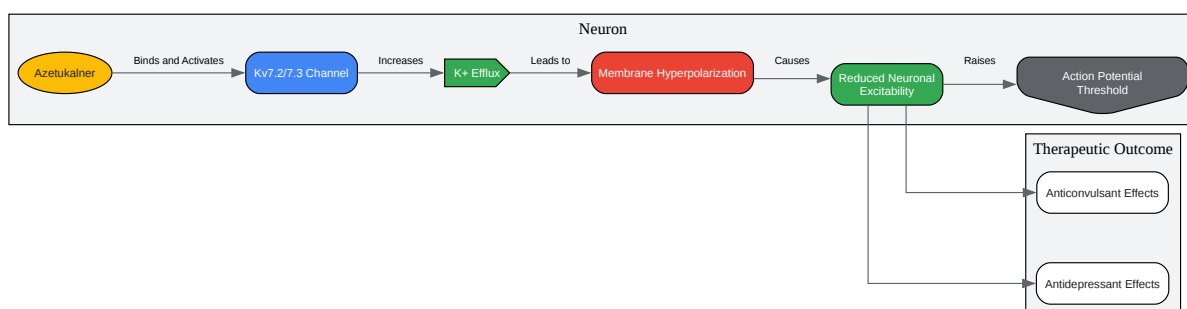 Neuron
Azetukalner
Binds and Activates
Kv7.2/7.3 Channel
Increases
K+ Efflux
Leads to
Membrane Hyperpolarization
Causes
Reduced Neuronal
Excitability
Raises
Action Potential
Threshold
Therapeutic Outcome
Anticonvulsant Effects
Antidepressant Effects